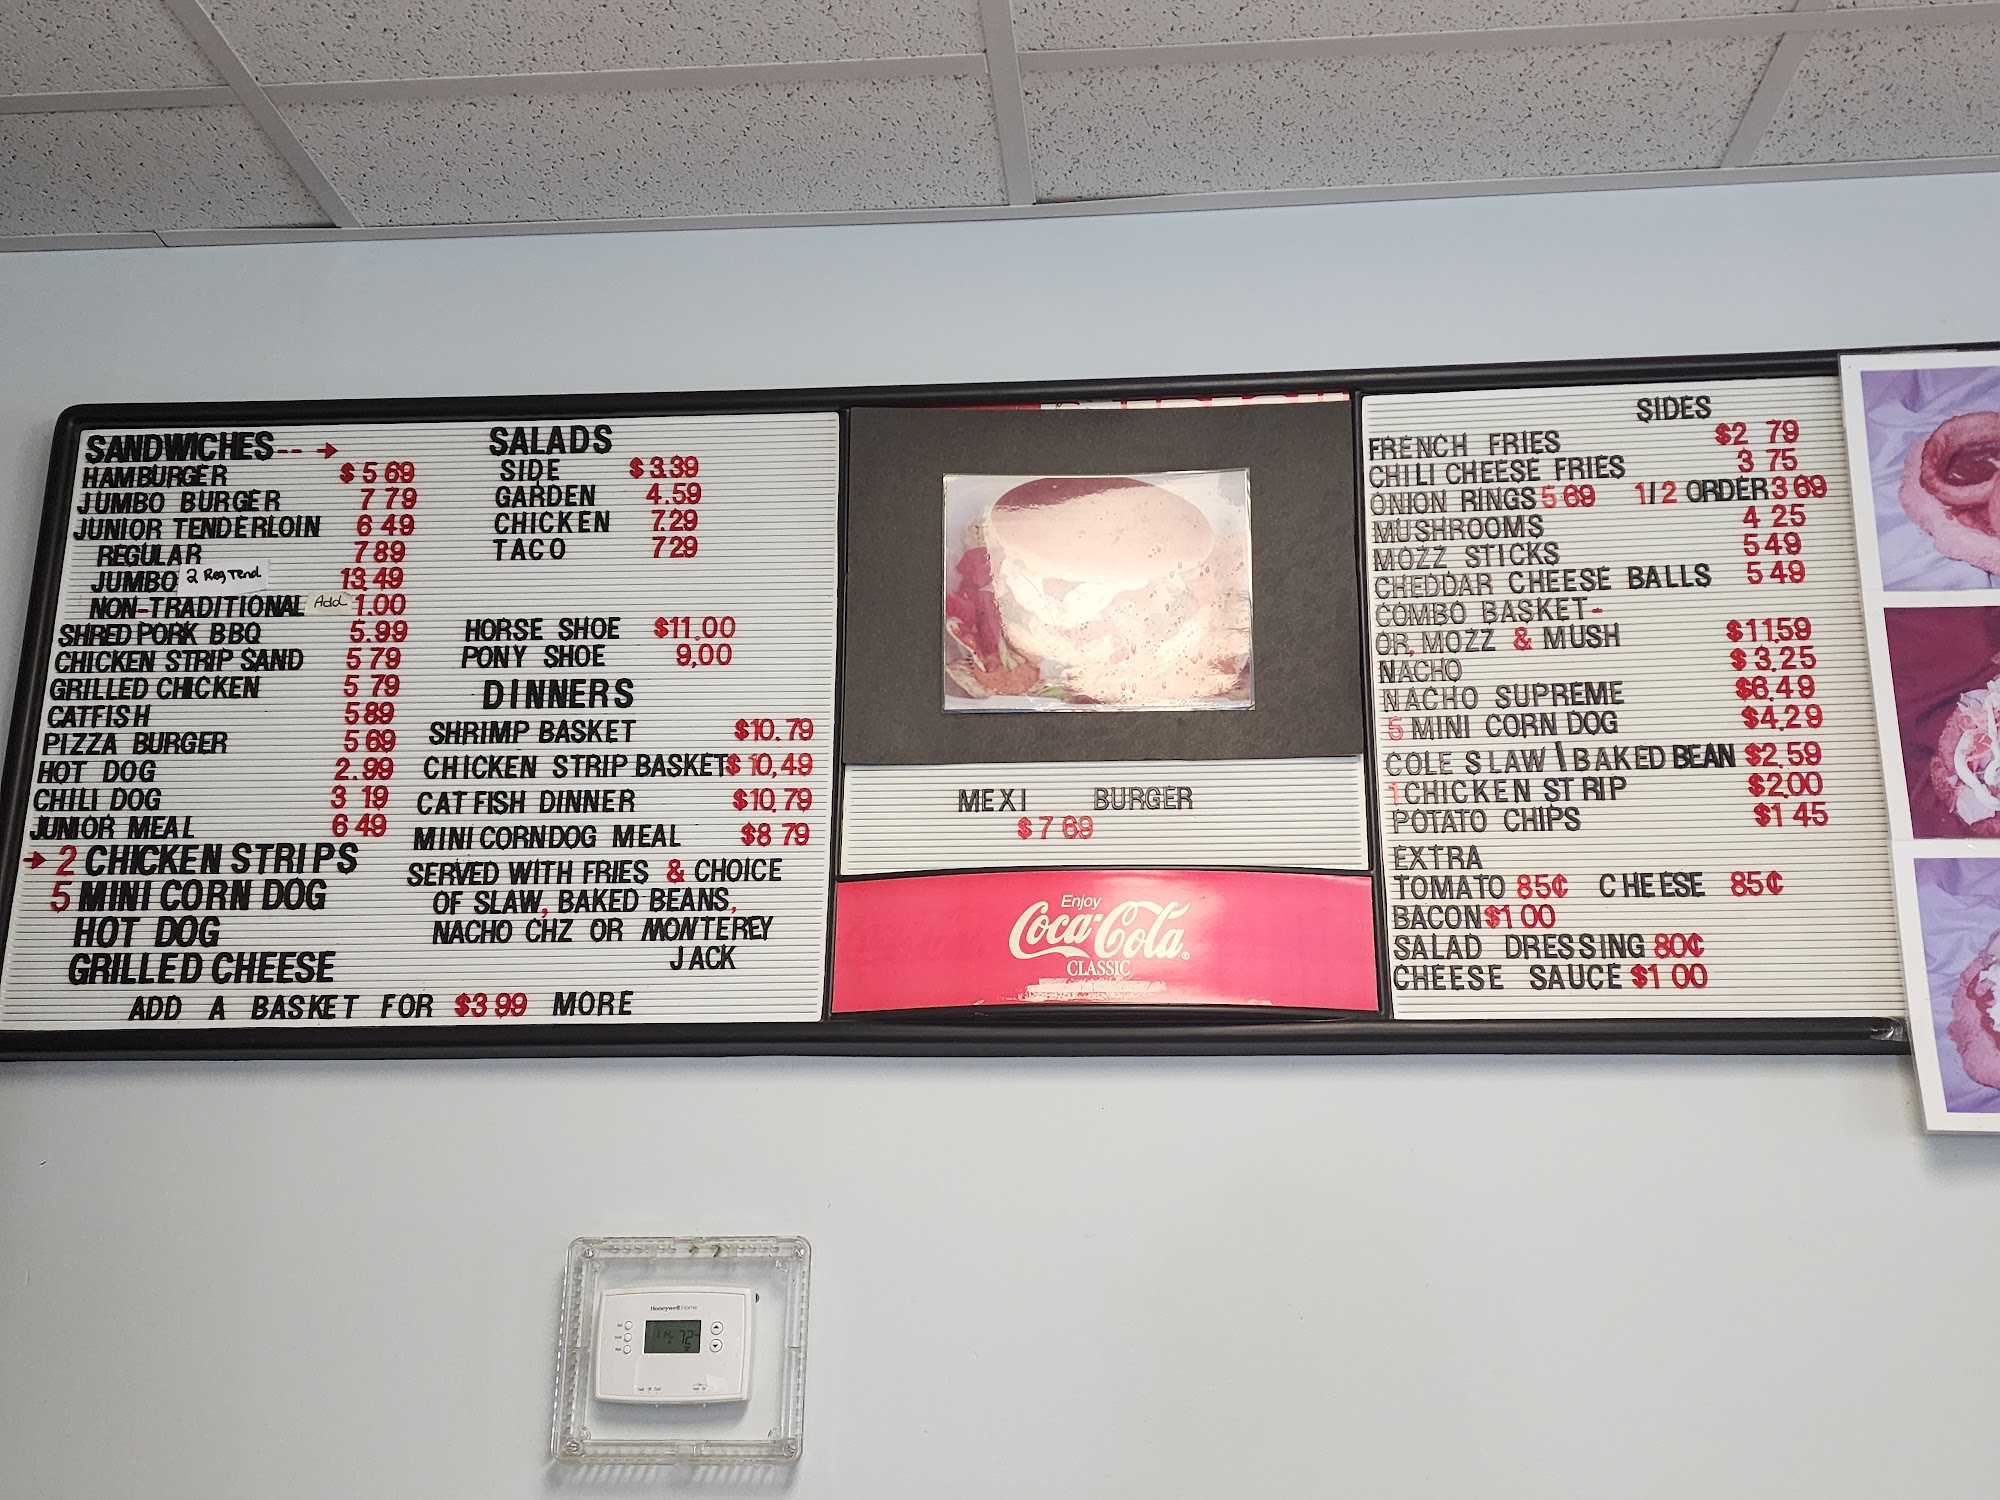 SANDWICHES-- →
HAMBURGER $5 69
JUMBO BURGER 7 79
JUNIOR TENDERLOIN 6 49
REGULAR 7 89
JUMBO 2 Reg Tend 13.49
NON-TRADITIONAL Add 1.00
SHRED PORK BBQ 5.99
CHICKEN STRIP SAND 5 79
GRILLED CHICKEN 5 79
CATFISH 5 89
PIZZA BURGER 5 69
HOT DOG 2.99
CHILI DOG 3 19
JUNIOR MEAL 6 49
→ 2 CHICKEN STRIPS
5 MINI CORN DOG
HOT DOG
GRILLED CHEESE
ADD A BASKET FOR $3 99 MORE
SALADS
SIDE $3.39
GARDEN 4.59
CHICKEN 7.29
TACO 7 29
HORSE SHOE $11,00
PONY SHOE 9,00
DINNERS
SHRIMP BASKET $10.79
CHICKEN STRIP BASKET $10,49
CAT FISH DINNER $10,79
MINI CORNDOG MEAL $8 79
SERVED WITH FRIES & CHOICE
OF SLAW, BAKED BEANS,
NACHO CHZ OR MONTEREY
JACK
MEXI BURGER
$7 69
Enjoy
Coca-Cola
CLASSIC
SIDES
FRENCH FRIES $2 79
CHILI CHEESE FRIES 3 75
ONION RINGS 5 69 1/2 ORDER 3 69
MUSHROOMS 4 25
MOZZ STICKS 5 49
CHEDDAR CHEESE BALLS 5 49
COMBO BASKET-
OR, MOZZ & MUSH $11.59
NACHO $3.25
NACHO SUPREME $6.49
5 MINI CORN DOG $4,29
COLE SLAW \ BAKED BEAN $2.59
1 CHICKEN STRIP $2,00
POTATO CHIPS $1 45
EXTRA
TOMATO 85¢ CHEESE 85¢
BACON $1 00
SALAD DRESSING 80¢
CHEESE SAUCE $1 00
Honeywell Home
72